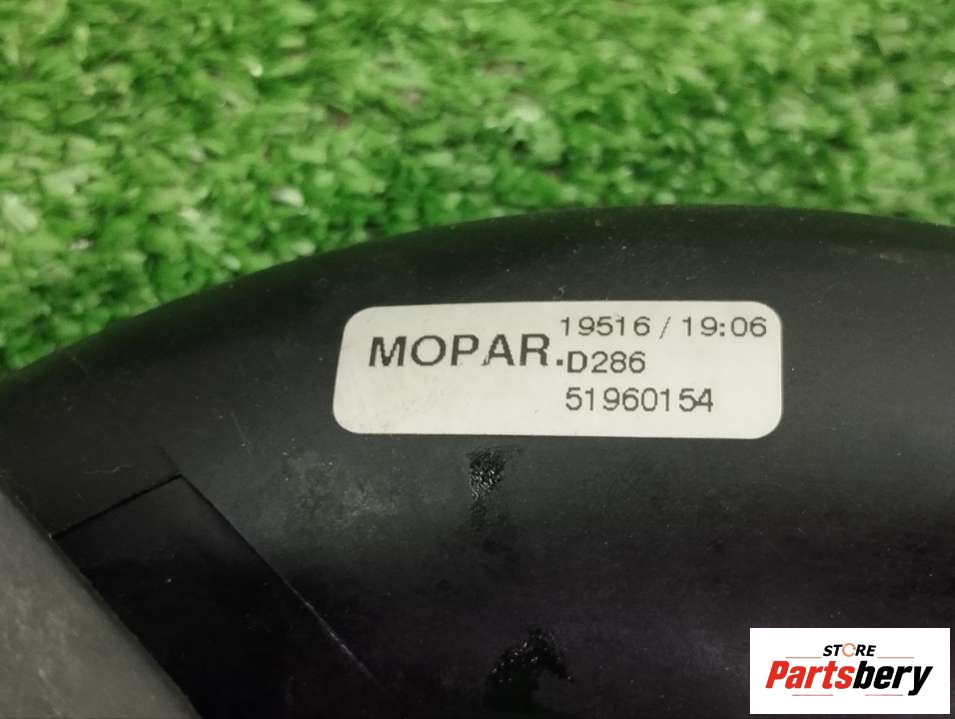 MOPAR. 19516 / 19:06
D286
51960154
STORE
Partsbery